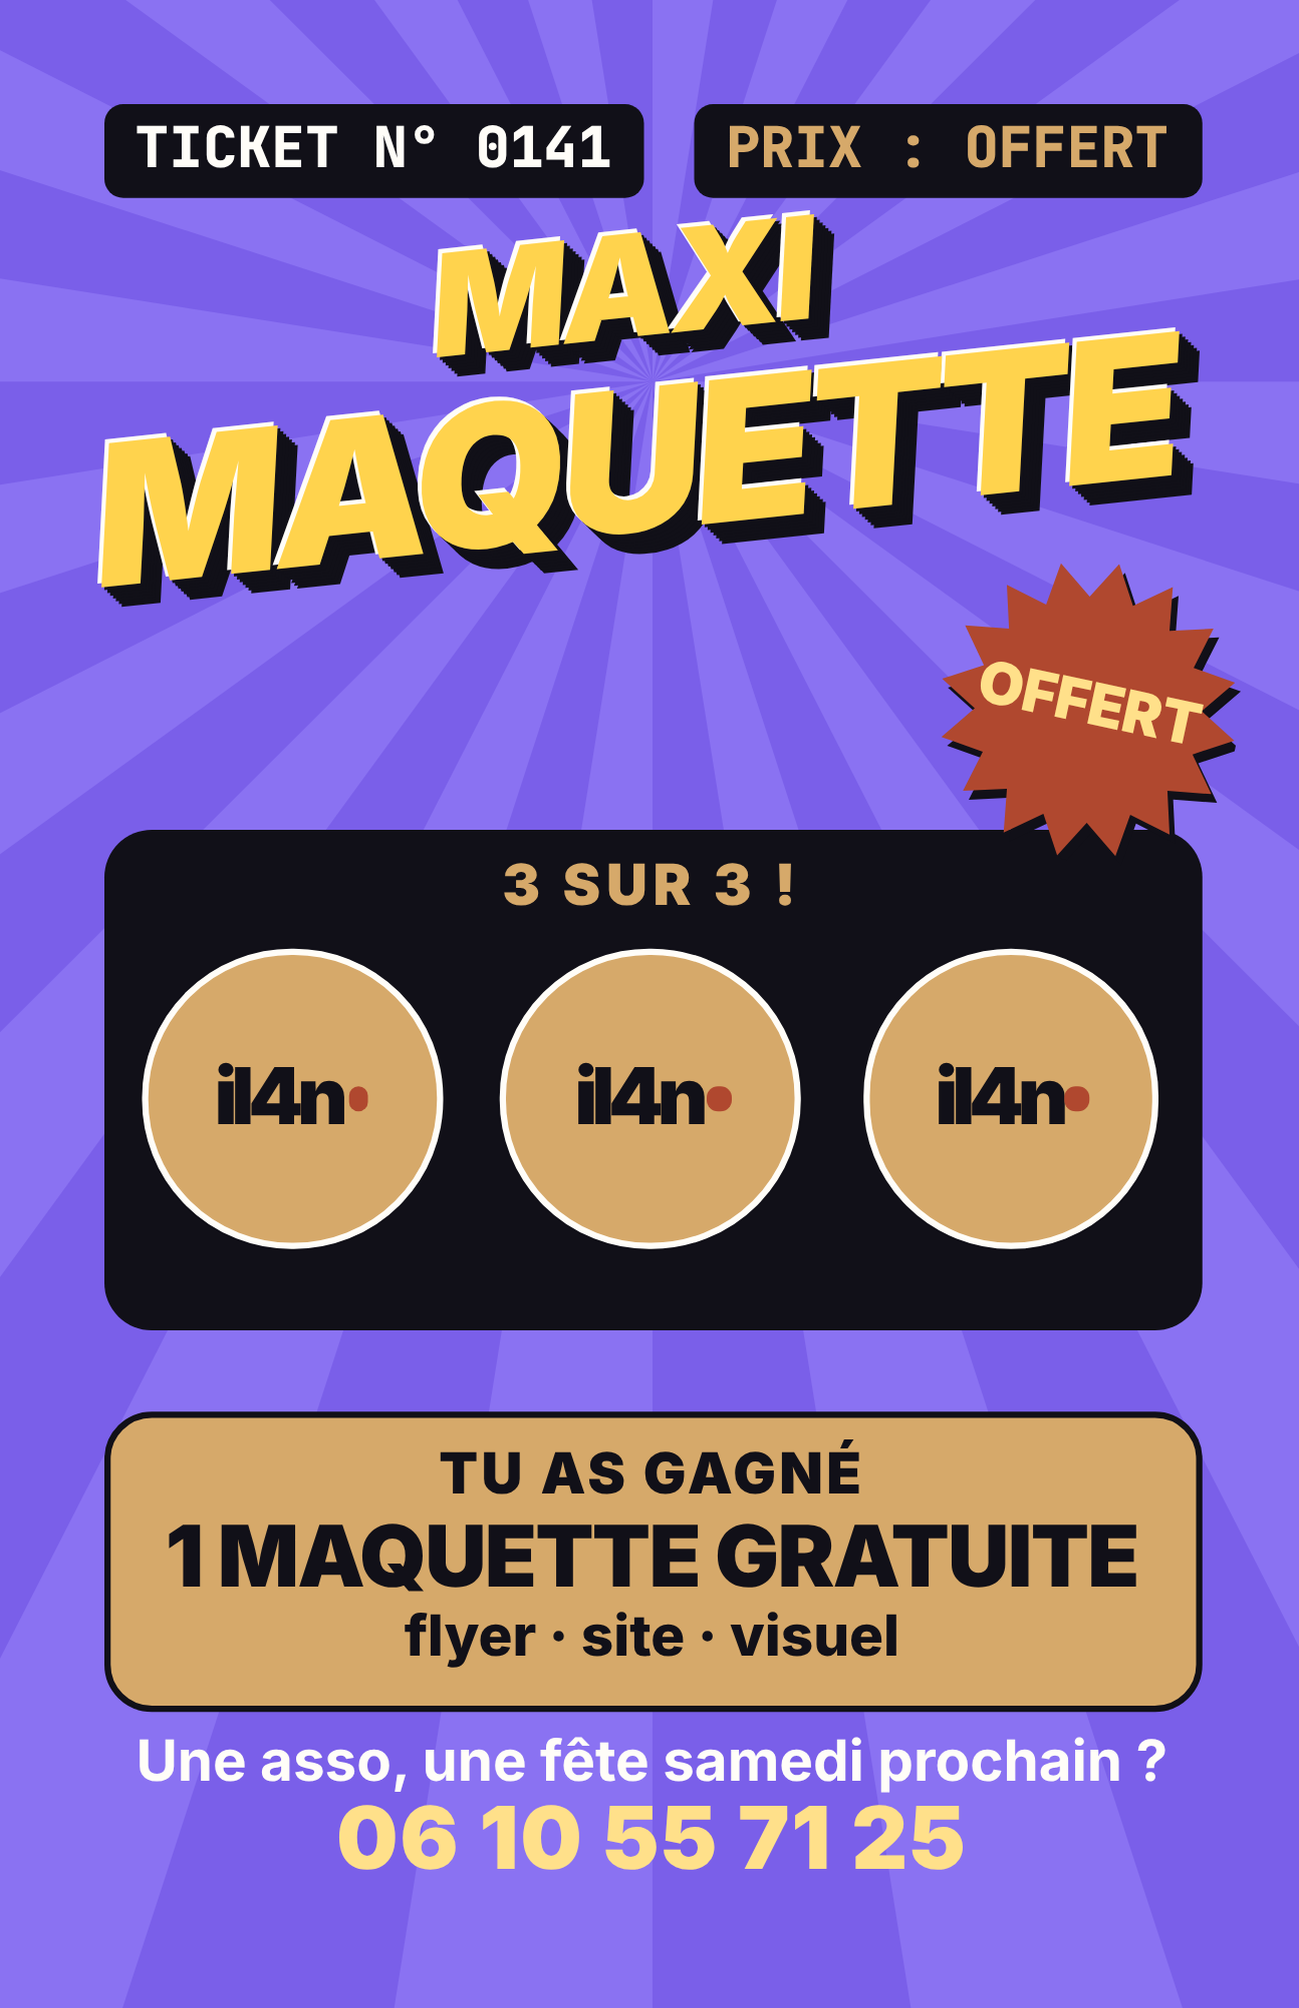 TICKET N° 0141
PRIX : OFFERT
MAXI
MAQUETTE
OFFERT
3 SUR 3 !
il4n
il4n
il4n
TU AS GAGNÉ
1 MAQUETTE GRATUITE
flyer · site · visuel
Une asso, une fête samedi prochain ?
06 10 55 71 25